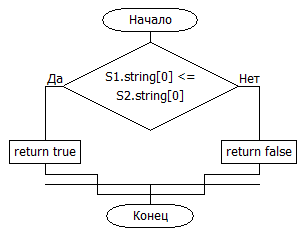 Начало
Да
S1.string[0] <=
S2.string[0]
Нет
return true
return false
Конец